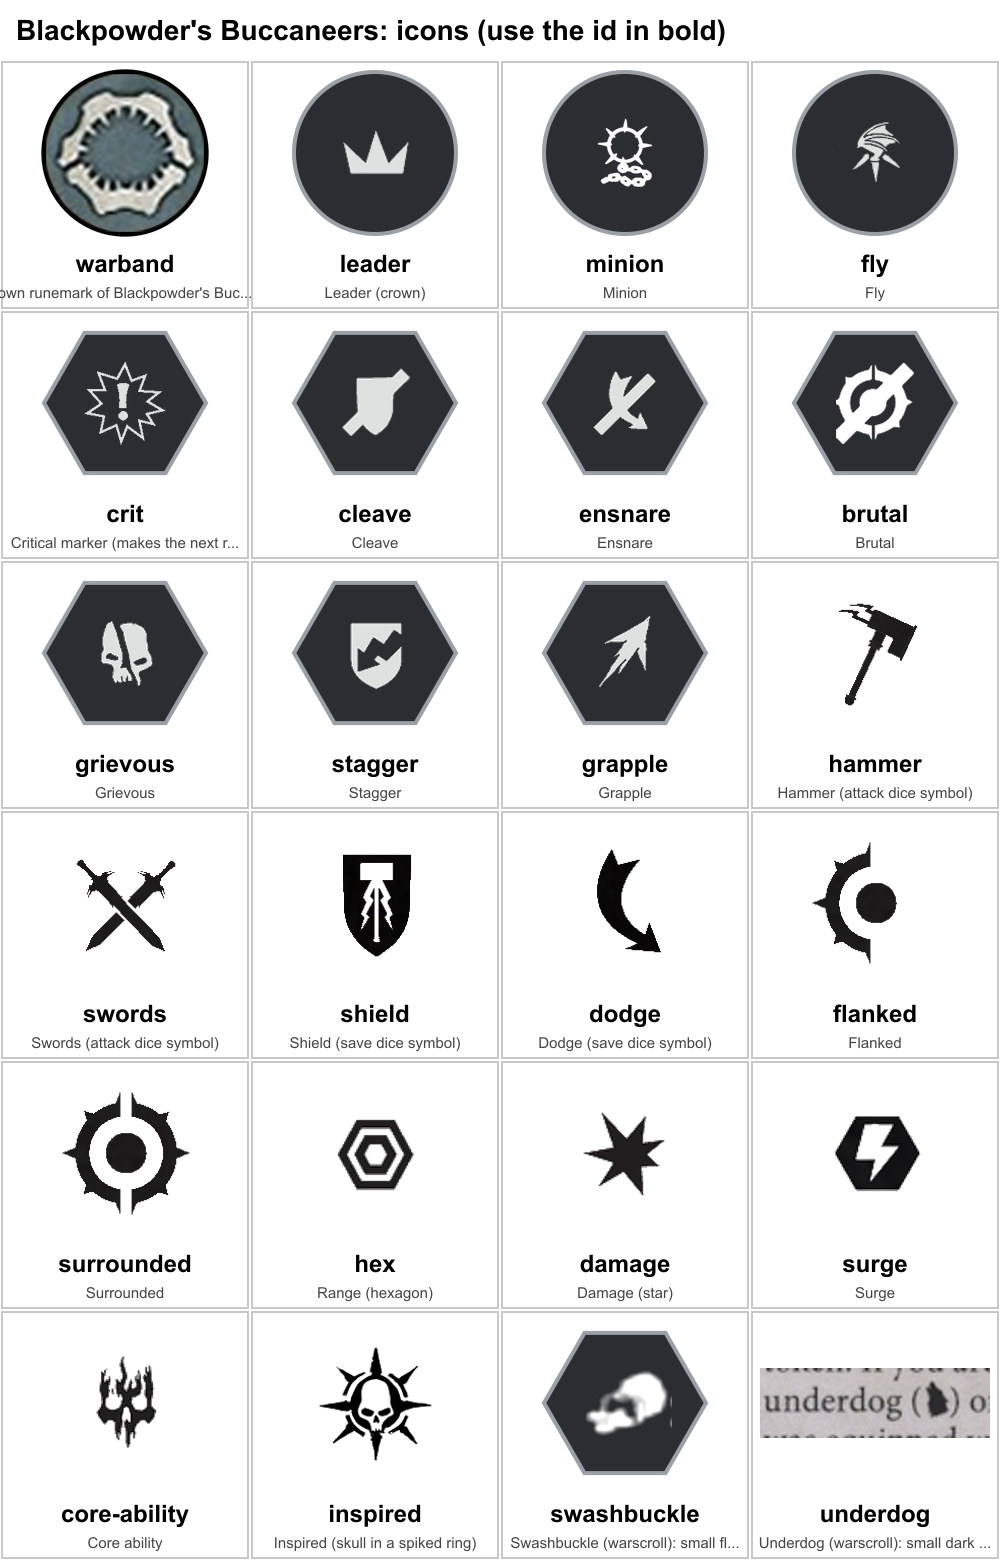 Blackpowder's Buccaneers: icons (use the id in bold)
warband
own runemark of Blackpowder's Buc...
leader
Leader (crown)
minion
Minion
fly
Fly
crit
Critical marker (makes the next r...
cleave
Cleave
ensnare
Ensnare
brutal
Brutal
grievous
Grievous
stagger
Stagger
grapple
Grapple
hammer
Hammer (attack dice symbol)
swords
Swords (attack dice symbol)
shield
Shield (save dice symbol)
dodge
Dodge (save dice symbol)
flanked
Flanked
surrounded
Surrounded
hex
Range (hexagon)
damage
Damage (star)
surge
Surge
core-ability
Core ability
inspired
Inspired (skull in a spiked ring)
swashbuckle
Swashbuckle (warscroll): small fl...
underdog ( ) o
underdog
Underdog (warscroll): small dark ...